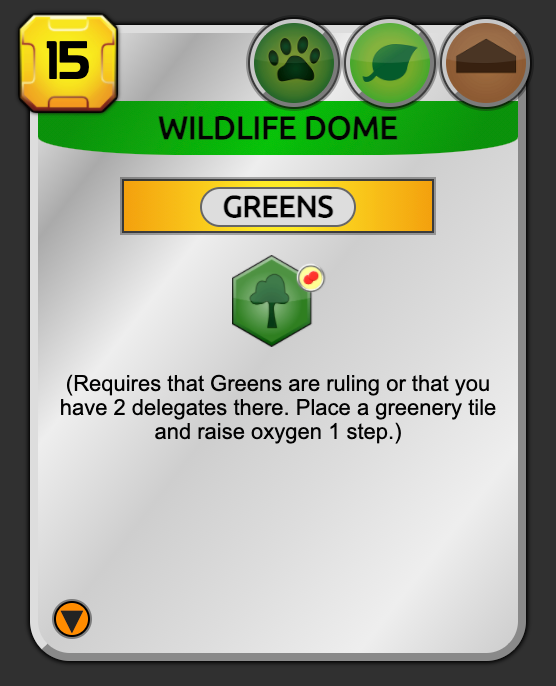 15
WILDLIFE DOME
GREENS
(Requires that Greens are ruling or that you
have 2 delegates there. Place a greenery tile
and raise oxygen 1 step.)